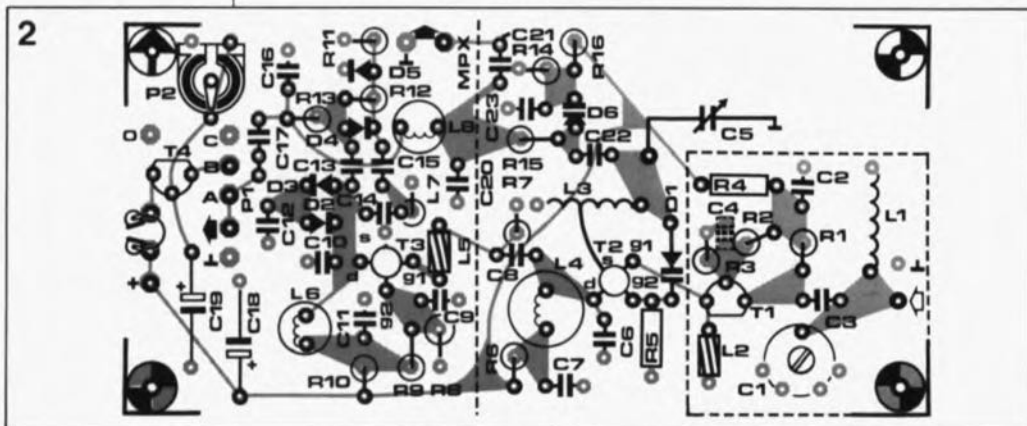 2
P2
C16
R11
D5
MPX
C21
R14
R16
R13
R12
O
C
C17
D4
L8
C23
D6
C22
C5
T4
B
C13
C15
R15
R4
C2
P1
D3
C14
L7
C20
R7
L3
D1
C4
R2
L1
A
C12
D2
R1
C10
s
T3
L5
C8
T2
g1
R3
⊥
d
g1
L4
s
d
g2
T1
+
L6
g2
C9
C3
C19
C18
C11
R6
C6
R5
L2
+
+
R10
R9
R8
C7
C1